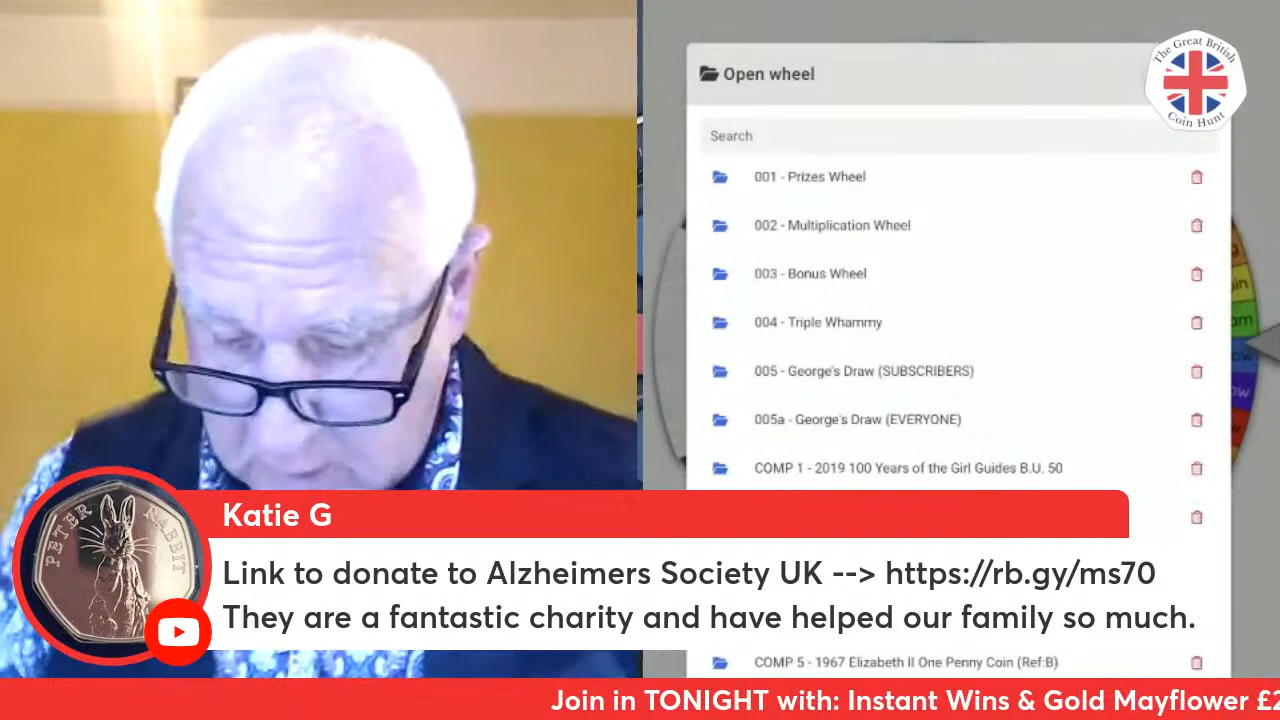 Open wheel
The Great British
Coin Hunt
Search
001 - Prizes Wheel
002 - Multiplication Wheel
003 - Bonus Wheel
004 - Triple Whammy
005 - George's Draw (SUBSCRIBERS)
005a - George's Draw (EVERYONE)
COMP 1 - 2019 100 Years of the Girl Guides B.U. 50
PETER RABBIT
Katie G
Link to donate to Alzheimers Society UK --> https://rb.gy/ms70
They are a fantastic charity and have helped our family so much.
COMP 5 - 1967 Elizabeth II One Penny Coin (Ref:B)
Join in TONIGHT with: Instant Wins & Gold Mayflower £2